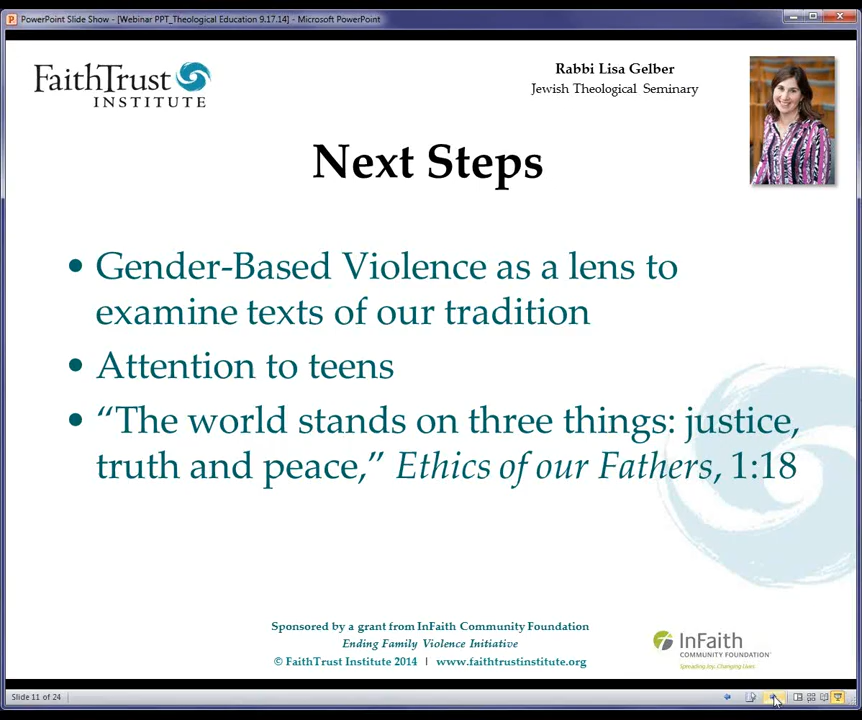 PowerPoint Slide Show - [Webinar PPT_Theological Education 9.17.14] - Microsoft PowerPoint
FaithTrust
INSTITUTE
Rabbi Lisa Gelber
Jewish Theological Seminary
Next Steps
• Gender-Based Violence as a lens to
examine texts of our tradition
• Attention to teens
• “The world stands on three things: justice,
truth and peace,” Ethics of our Fathers, 1:18
Sponsored by a grant from InFaith Community Foundation
Ending Family Violence Initiative
© FaithTrust Institute 2014 | www.faithtrustinstitute.org
InFaith
COMMUNITY FOUNDATION
Spreading Joy. Changing Lives
Slide 11 of 24